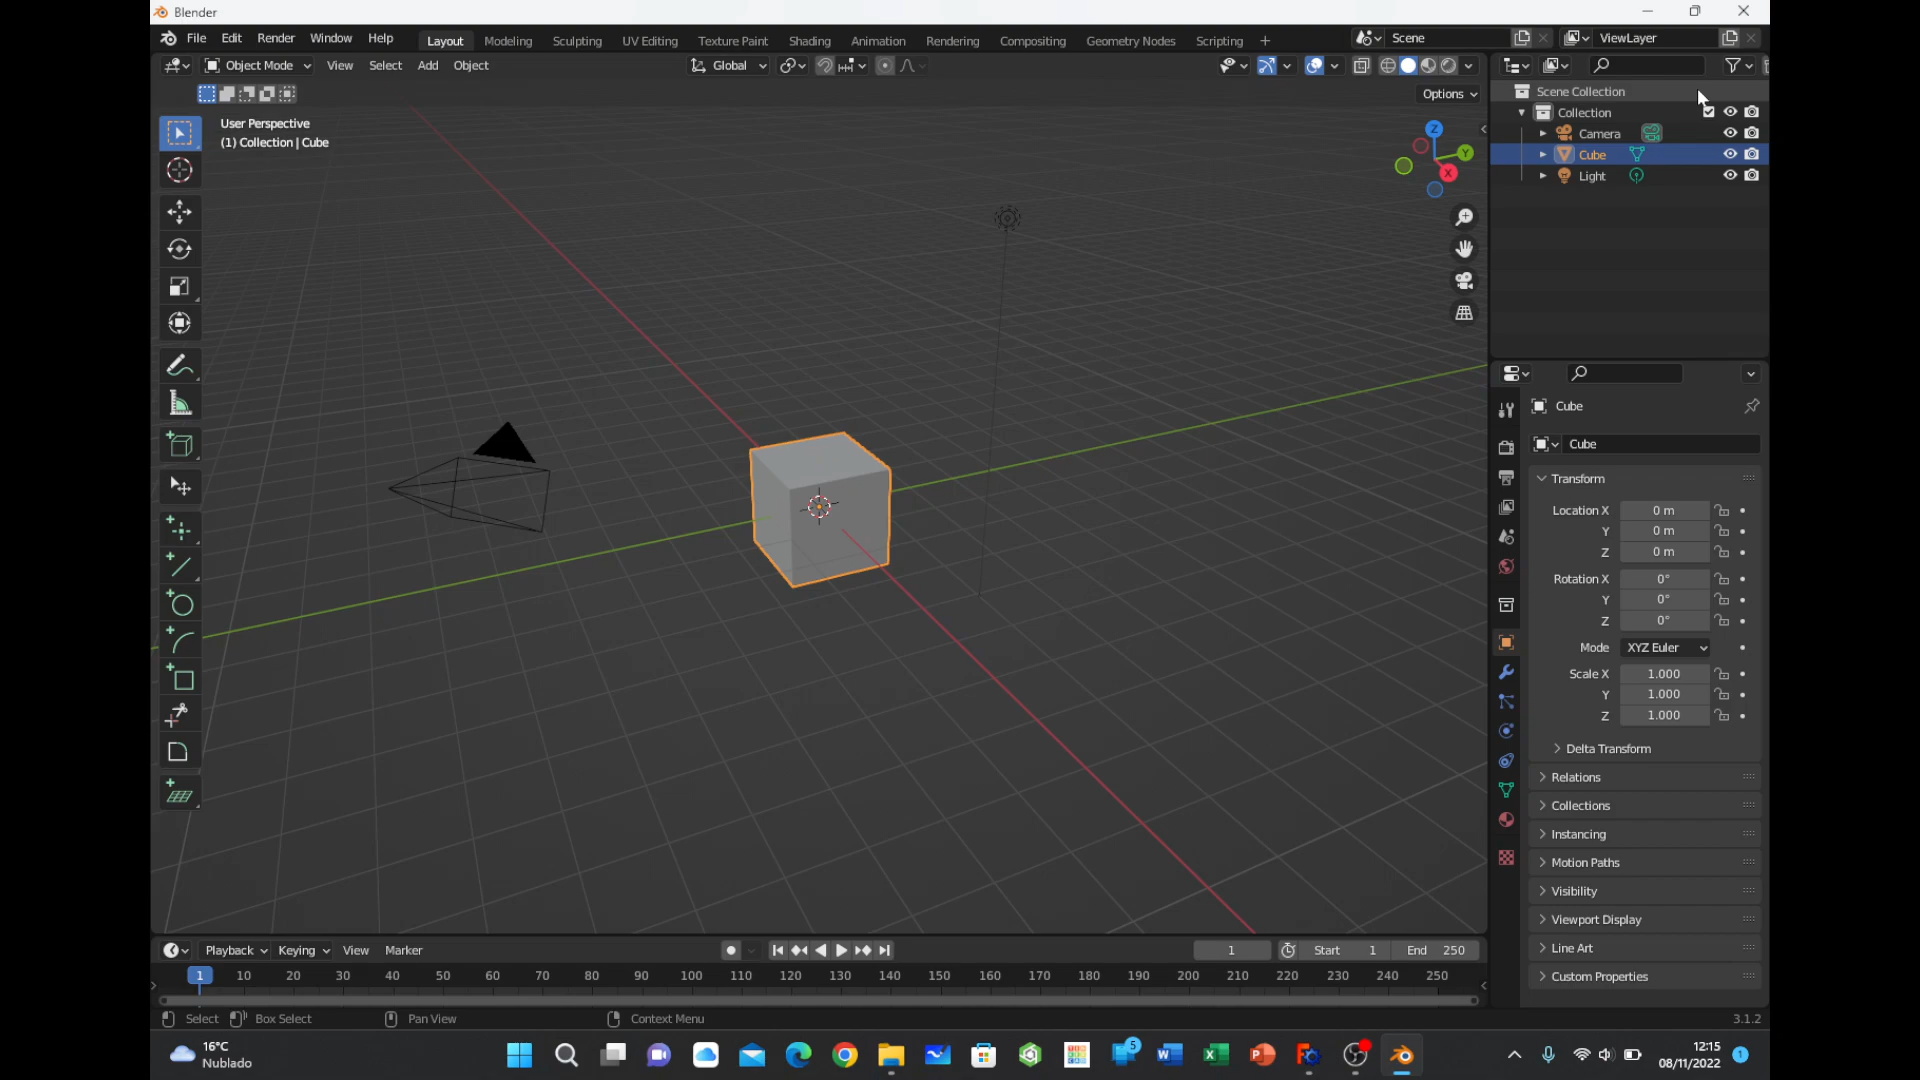 Blender
File Edit Render Window Help Layout Modeling Sculpting UV Editing Texture Paint Shading Animation Rendering Compositing Geometry Nodes Scripting + Scene ViewLayer
Object Mode View Select Add Object Global
Options
User Perspective
(1) Collection | Cube
Z
Y
X
Scene Collection
Collection
Camera
Cube
Light
Cube
Cube
Transform
Location X 0 m
Y 0 m
Z 0 m
Rotation X 0°
Y 0°
Z 0°
Mode XYZ Euler
Scale X 1.000
Y 1.000
Z 1.000
Delta Transform
Relations
Collections
Instancing
Motion Paths
Visibility
Viewport Display
Line Art
Custom Properties
Playback Keying View Marker 1 Start 1 End 250
1 10 20 30 40 50 60 70 80 90 100 110 120 130 140 150 160 170 180 190 200 210 220 230 240 250
Select Box Select Pan View Context Menu 3.1.2
16°C
Nublado
5
12:15
08/11/2022
1